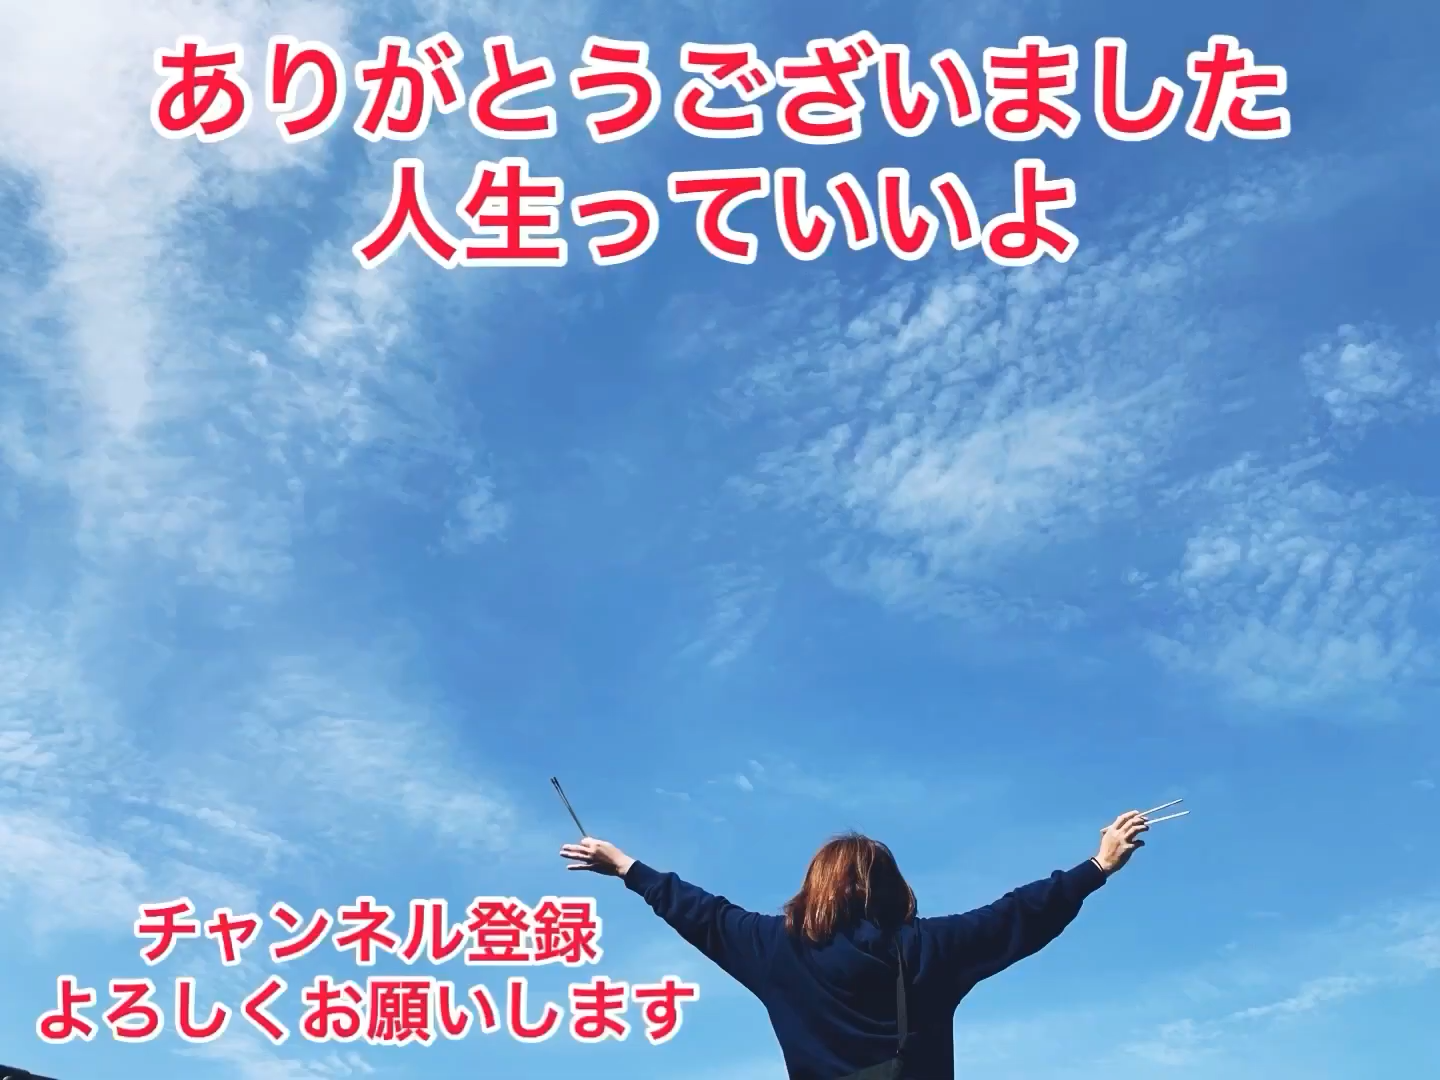 ありがとうございました
人生っていいよ
チャンネル登録
よろしくお願いします